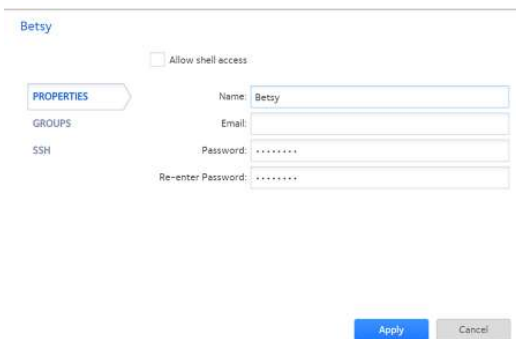 Betsy
Allow shell access
PROPERTIES
GROUPS
SSH
Name: Betsy
Email:
Password: ........
Re-enter Password: ........
Apply Cancel